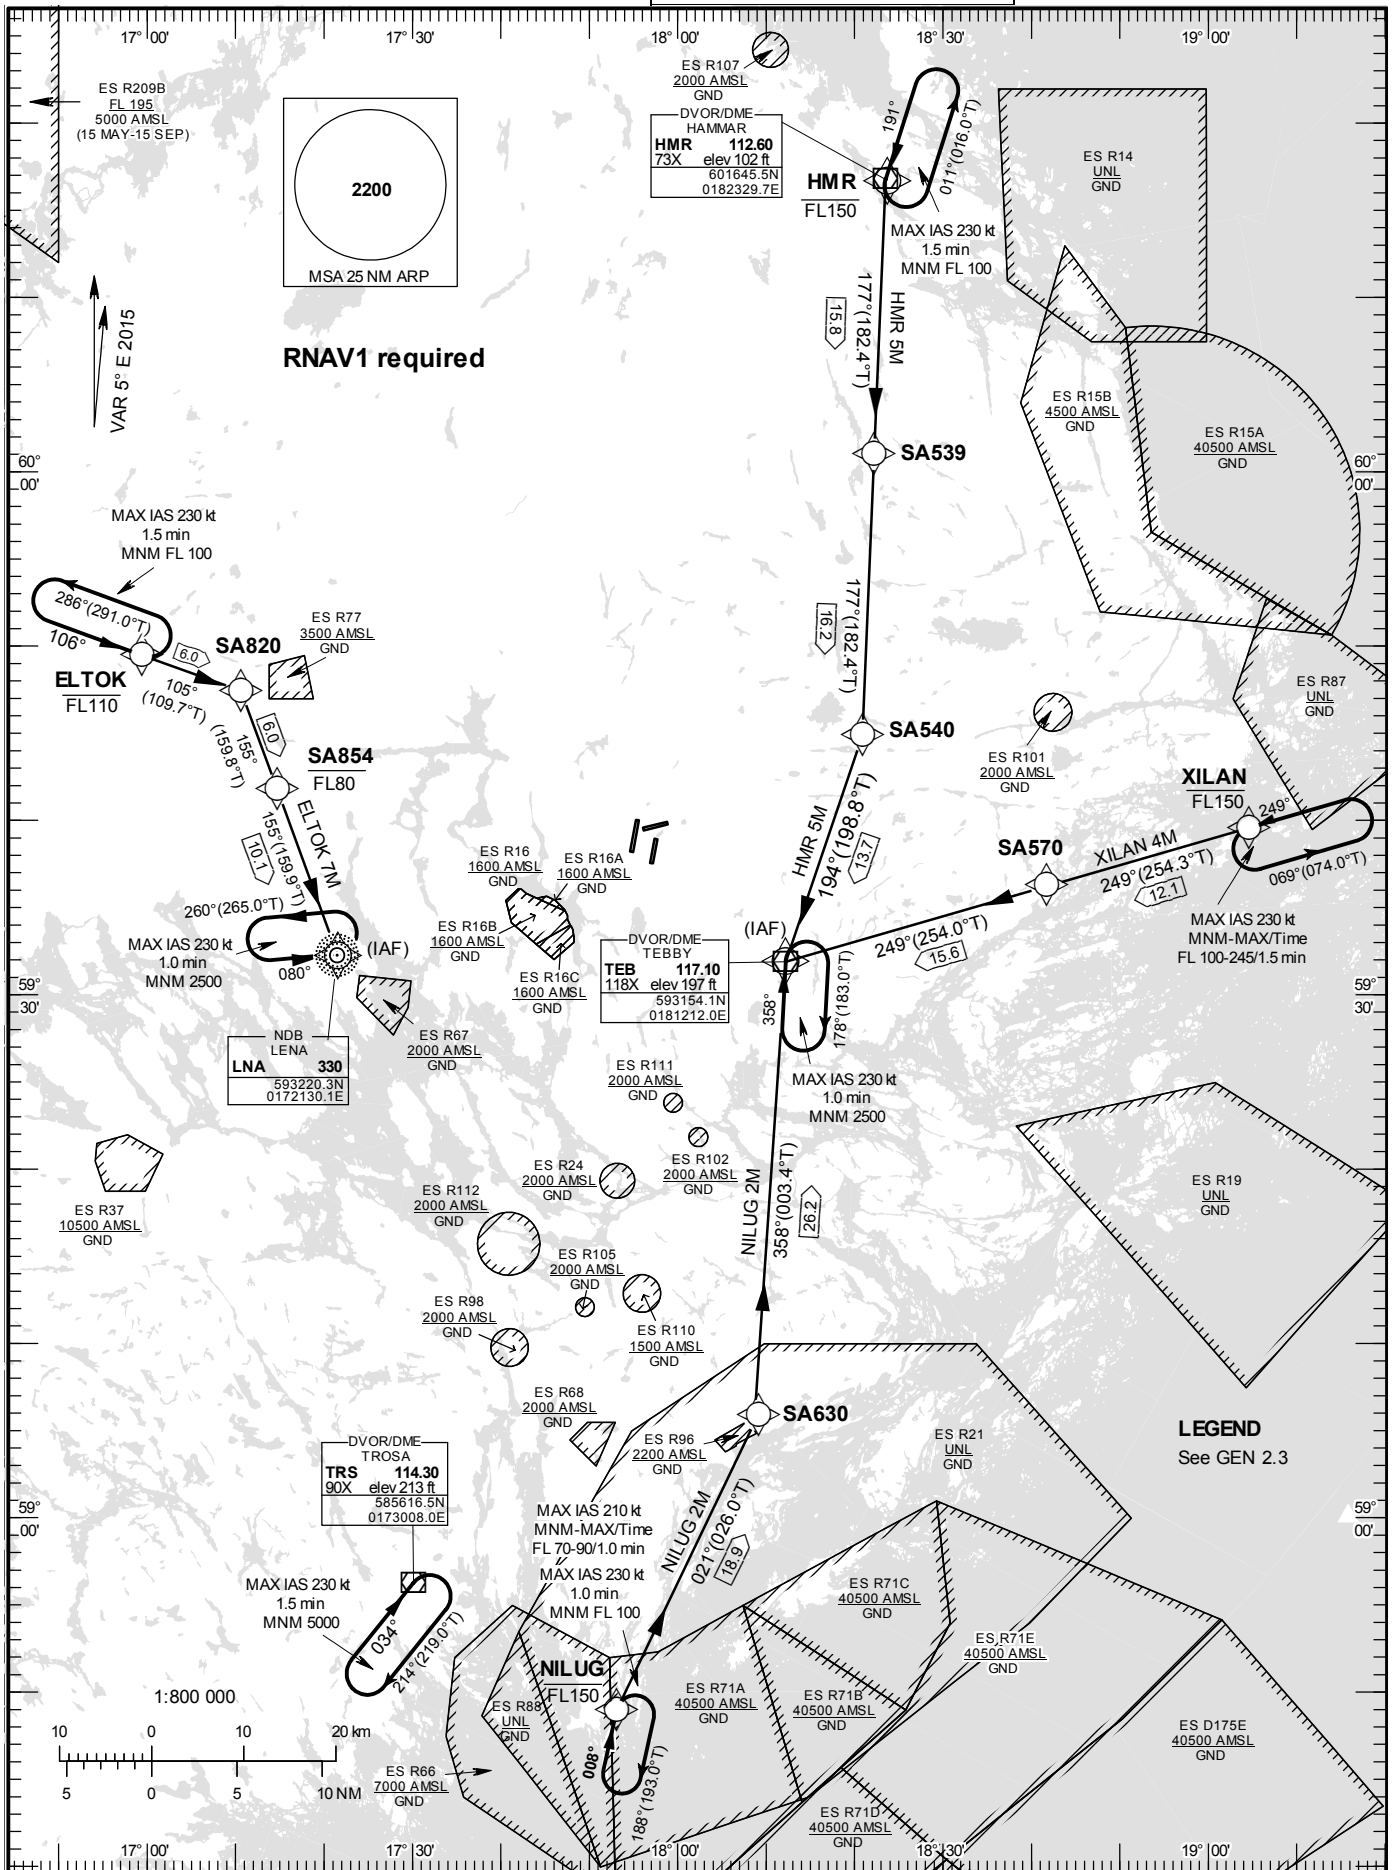 17° 00'
17° 30'
18° 30'
19° 00'
ES R209B
FL 195
5000 AMSL
(15 MAY-15 SEP)
2200
MSA 25 NM ARP
VAR 5° E 2015
RNAV1 required
ES R107
2000 AMSL
GND
DVOR/DME
HAMMAR
HMR 112.60
73X elev 102 ft
601645.5N
0182329.7E
HMR
FL150
191°
011°(016.0°T)
MAX IAS 230 kt
1.5 min
MNM FL 100
ES R14
UNL
GND
177°(182.4°T)
15.8
HMR 5M
ES R15B
4500 AMSL
GND
ES R15A
40500 AMSL
GND
SA539
60°
00'
60°
00'
MAX IAS 230 kt
1.5 min
MNM FL 100
286°(291.0°T)
106°
ELTOK
FL110
6.0
105°
(109.7°T)
SA820
ES R77
3500 AMSL
GND
155°
(159.8°T)
6.0
SA854
FL80
ELTOK 7M
155°(159.9°T)
10.1
260°(265.0°T)
080°
(IAF)
MAX IAS 230 kt
1.0 min
MNM 2500
NDB
LENA
LNA 330
593220.3N
0172130.1E
ES R67
2000 AMSL
GND
177°(182.4°T)
16.2
SA540
ES R101
2000 AMSL
GND
ES R87
UNL
GND
XILAN
FL150
249°
069°(074.0°T)
MAX IAS 230 kt
MNM-MAX/Time
FL 100-245/1.5 min
XILAN 4M
249°(254.3°T)
12.1
SA570
249°(254.0°T)
15.6
HMR 5M
194°(198.8°T)
13.7
ES R16
1600 AMSL
GND
ES R16A
1600 AMSL
GND
ES R16B
1600 AMSL
GND
ES R16C
1600 AMSL
GND
(IAF)
DVOR/DME
TEBBY
TEB 117.10
118X elev 197 ft
593154.1N
0181212.0E
358°
178°(183.0°T)
MAX IAS 230 kt
1.0 min
MNM 2500
59°
30'
59°
30'
ES R111
2000 AMSL
GND
ES R102
2000 AMSL
GND
ES R24
2000 AMSL
GND
ES R112
2000 AMSL
GND
ES R37
10500 AMSL
GND
ES R105
2000 AMSL
GND
ES R98
2000 AMSL
GND
ES R110
1500 AMSL
GND
ES R19
UNL
GND
NILUG 2M
358°(003.4°T)
26.2
ES R68
2000 AMSL
GND
SA630
ES R96
2200 AMSL
GND
ES R21
UNL
GND
LEGEND
See GEN 2.3
DVOR/DME
TROSA
TRS 114.30
90X elev 213 ft
585616.5N
0173008.0E
59°
00'
59°
00'
MAX IAS 210 kt
MNM-MAX/Time
FL 70-90/1.0 min
MAX IAS 230 kt
1.0 min
MNM FL 100
NILUG 2M
021°(026.0°T)
18.9
MAX IAS 230 kt
1.5 min
MNM 5000
034°
214°(219.0°T)
ES R71C
40500 AMSL
GND
ES R71E
40500 AMSL
GND
NILUG
FL150
ES R71A
40500 AMSL
GND
ES R71B
40500 AMSL
GND
ES R88
UNL
GND
ES R66
7000 AMSL
GND
008°
188°(193.0°T)
ES D175E
40500 AMSL
GND
ES R71D
40500 AMSL
GND
1:800 000
10 0 10 20 km
5 0 5 10 NM
17° 00'
17° 30'
18° 00'
18° 30'
19° 00'